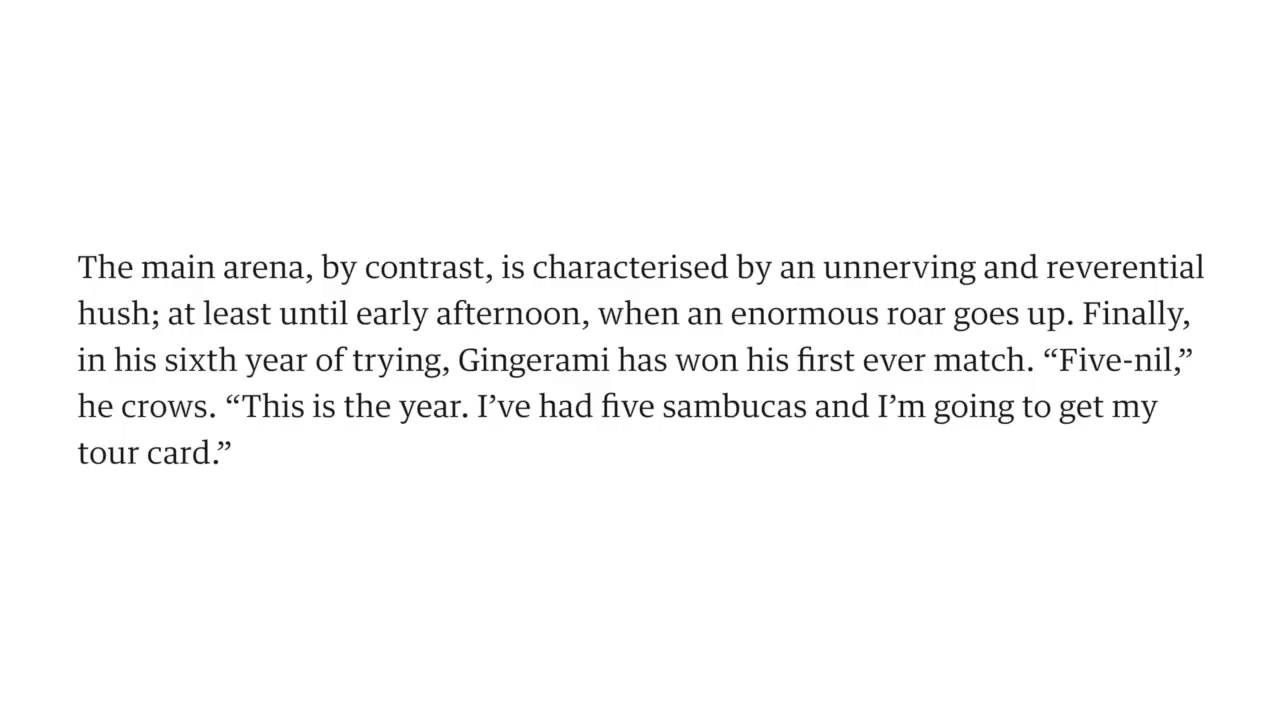 The main arena, by contrast, is characterised by an unnerving and reverential
hush; at least until early afternoon, when an enormous roar goes up. Finally,
in his sixth year of trying, Gingerami has won his first ever match. “Five-nil,”
he crows. “This is the year. I’ve had five sambucas and I’m going to get my
tour card.”